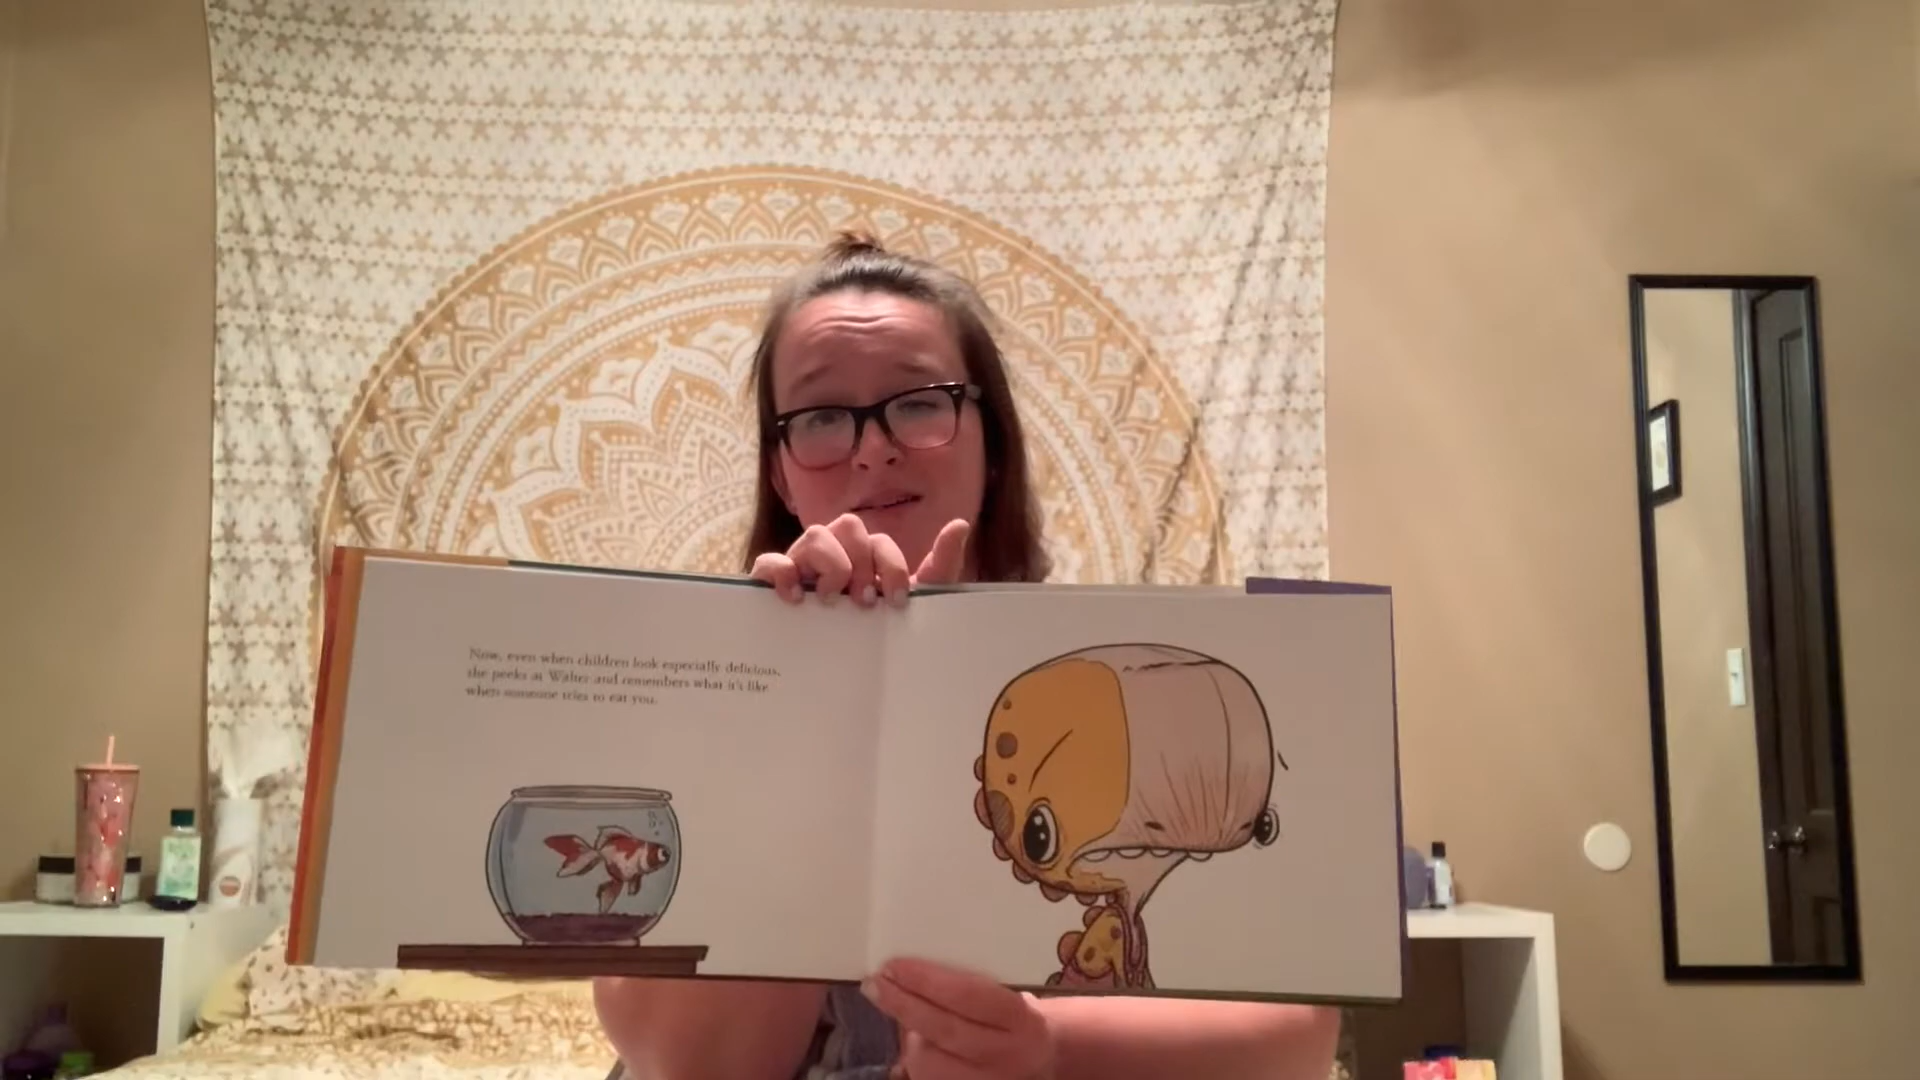 Now, even when children look especially delicious,
she peeks at Walter and remembers what it's like
when someone tries to eat you.